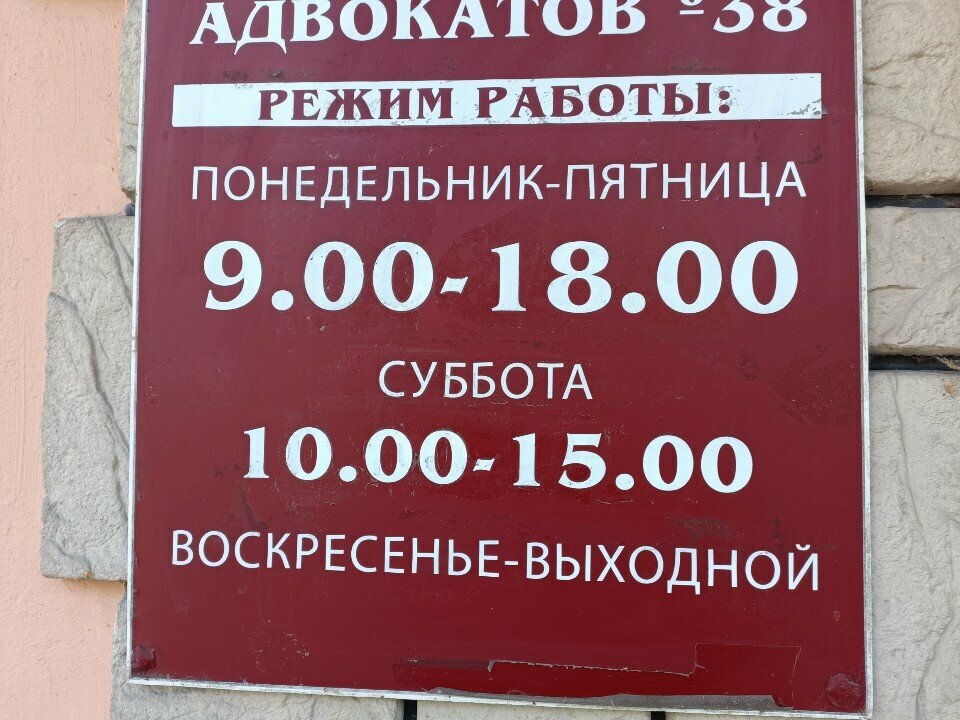 АДВОКАТОВ №38
РЕЖИМ РАБОТЫ:
ПОНЕДЕЛЬНИК-ПЯТНИЦА
9.00-18.00
СУББОТА
10.00-15.00
ВОСКРЕСЕНЬЕ-ВЫХОДНОЙ